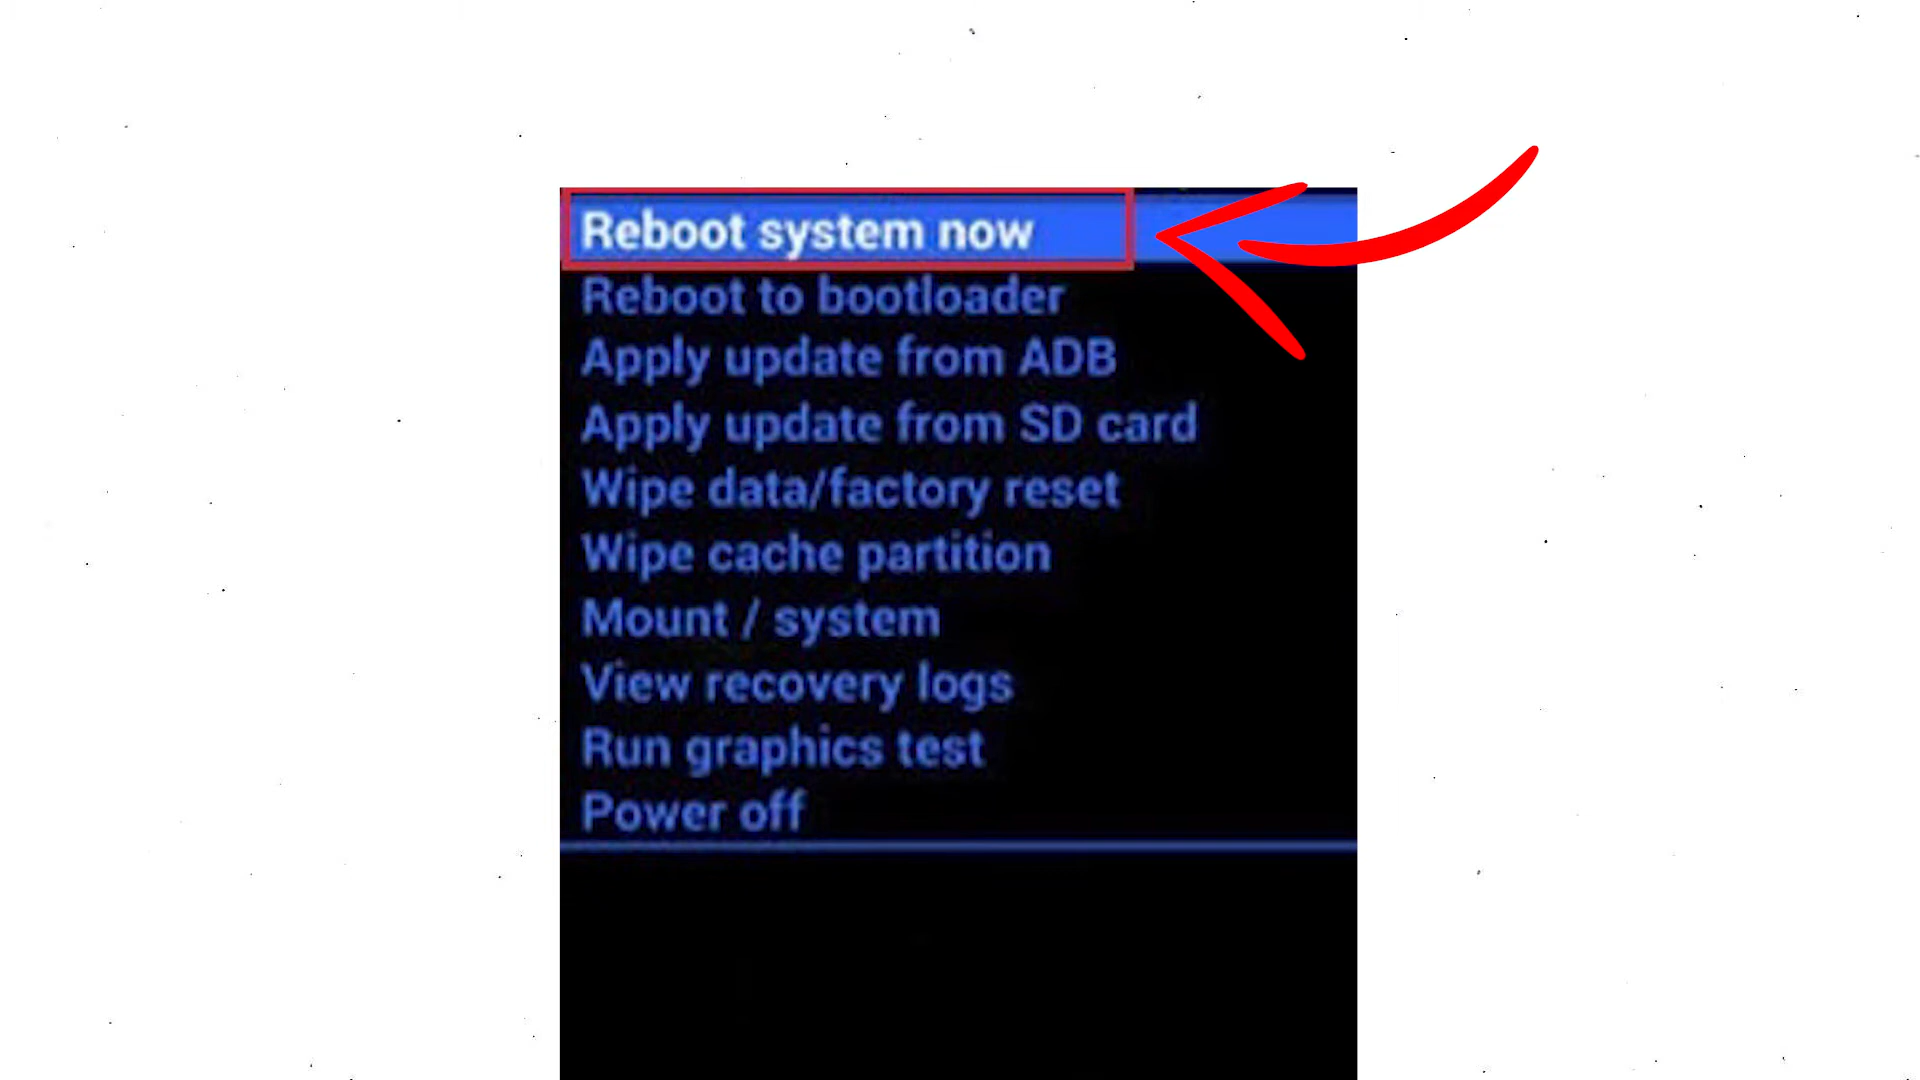 Reboot system now
Reboot to bootloader
Apply update from ADB
Apply update from SD card
Wipe data/factory reset
Wipe cache partition
Mount / system
View recovery logs
Run graphics test
Power off